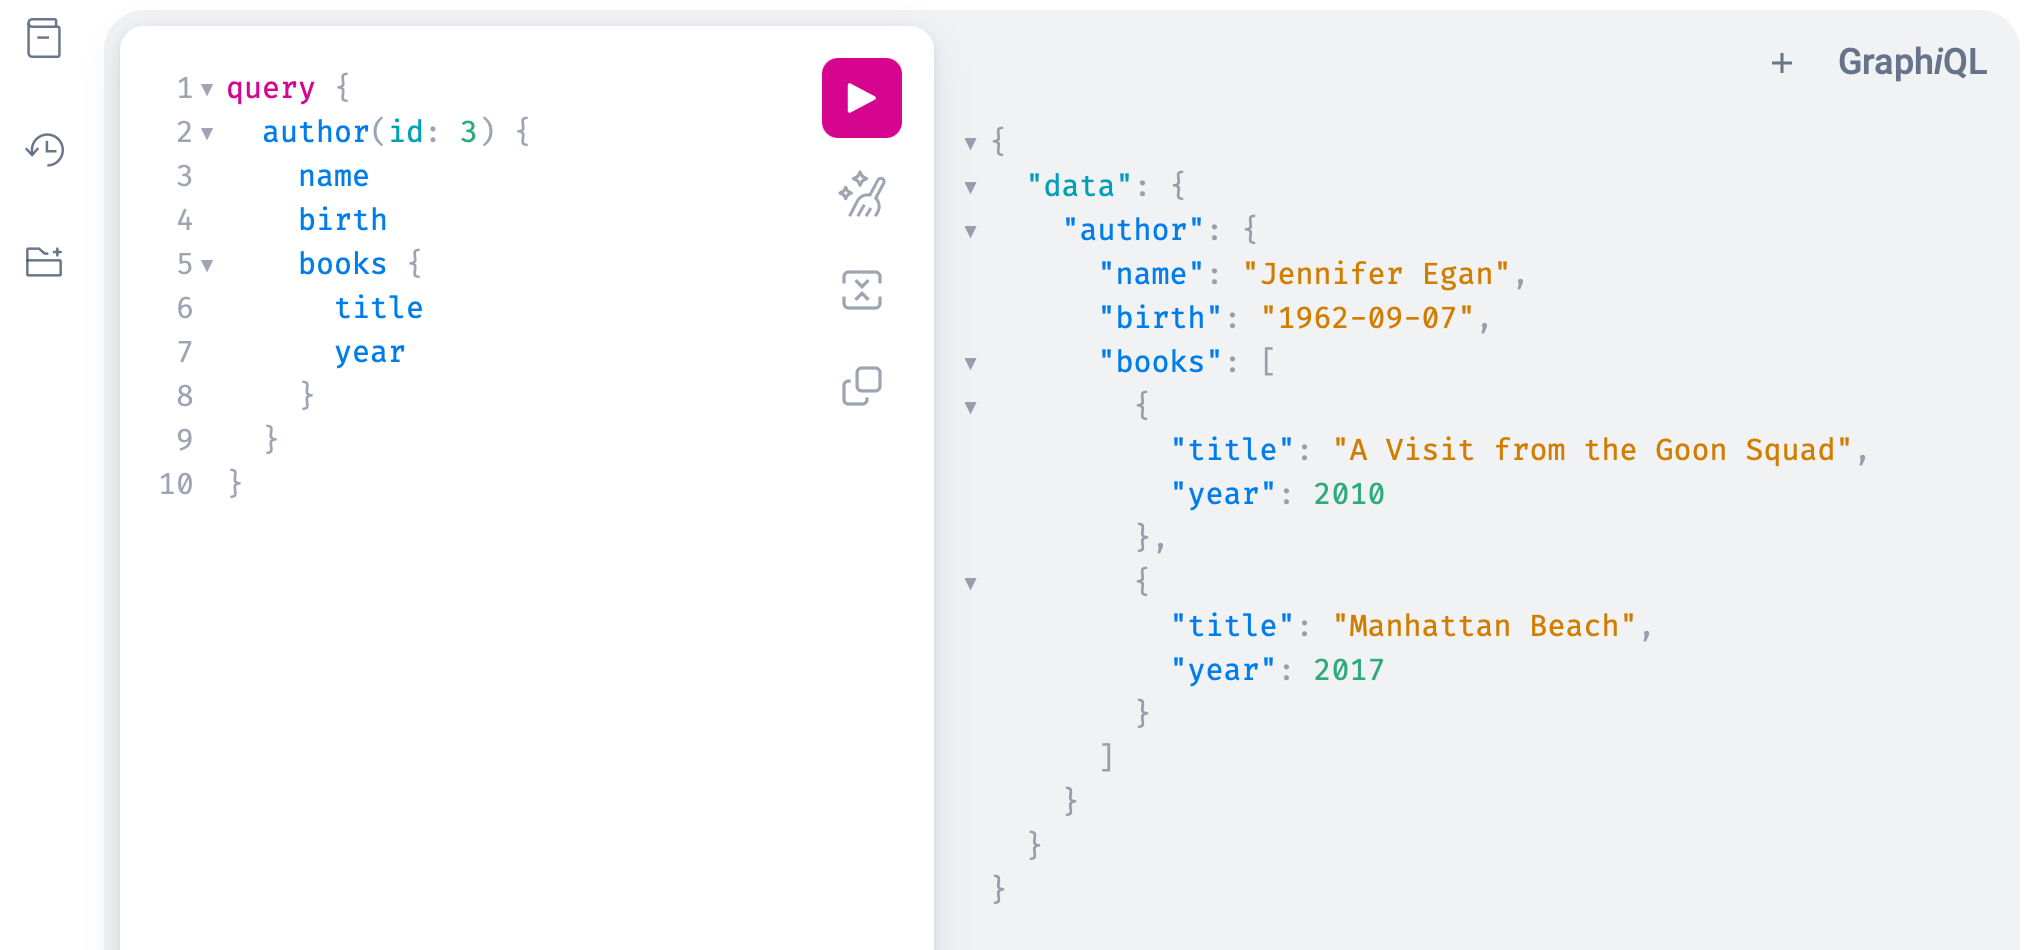 1 query {
2   author(id: 3) {
3     name
4     birth
5     books {
6       title
7       year
8     }
9   }
10 }
+ GraphiQL
{
  "data": {
    "author": {
      "name": "Jennifer Egan",
      "birth": "1962-09-07",
      "books": [
        {
          "title": "A Visit from the Goon Squad",
          "year": 2010
        },
        {
          "title": "Manhattan Beach",
          "year": 2017
        }
      ]
    }
  }
}